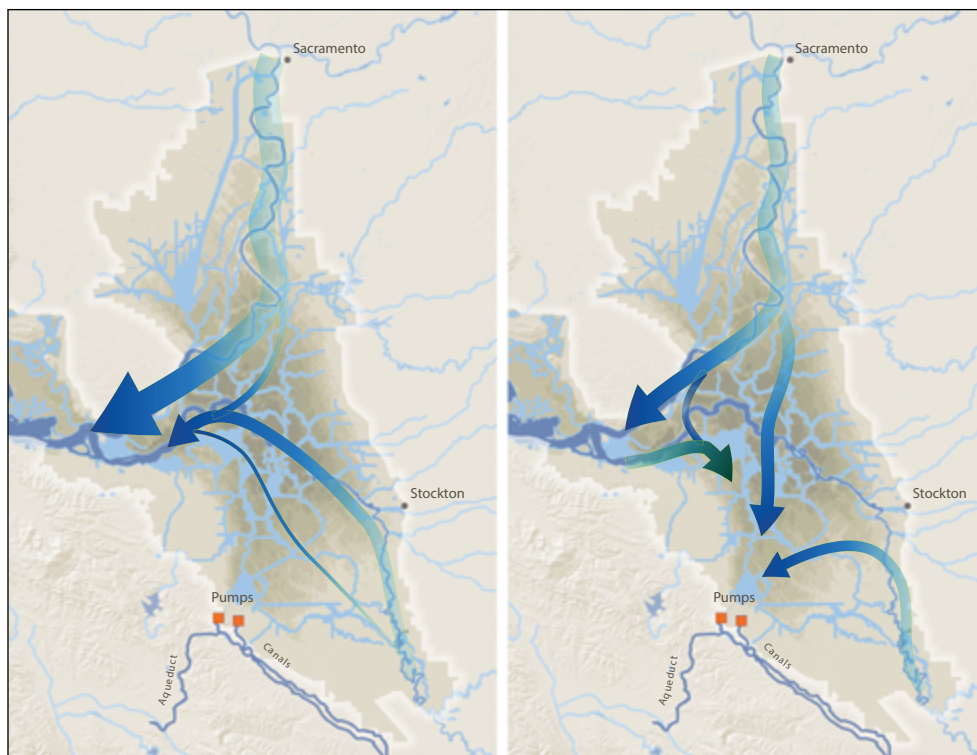 Sacramento
Stockton
Pumps
Aqueduct
Canals
Sacramento
Stockton
Pumps
Aqueduct
Canals